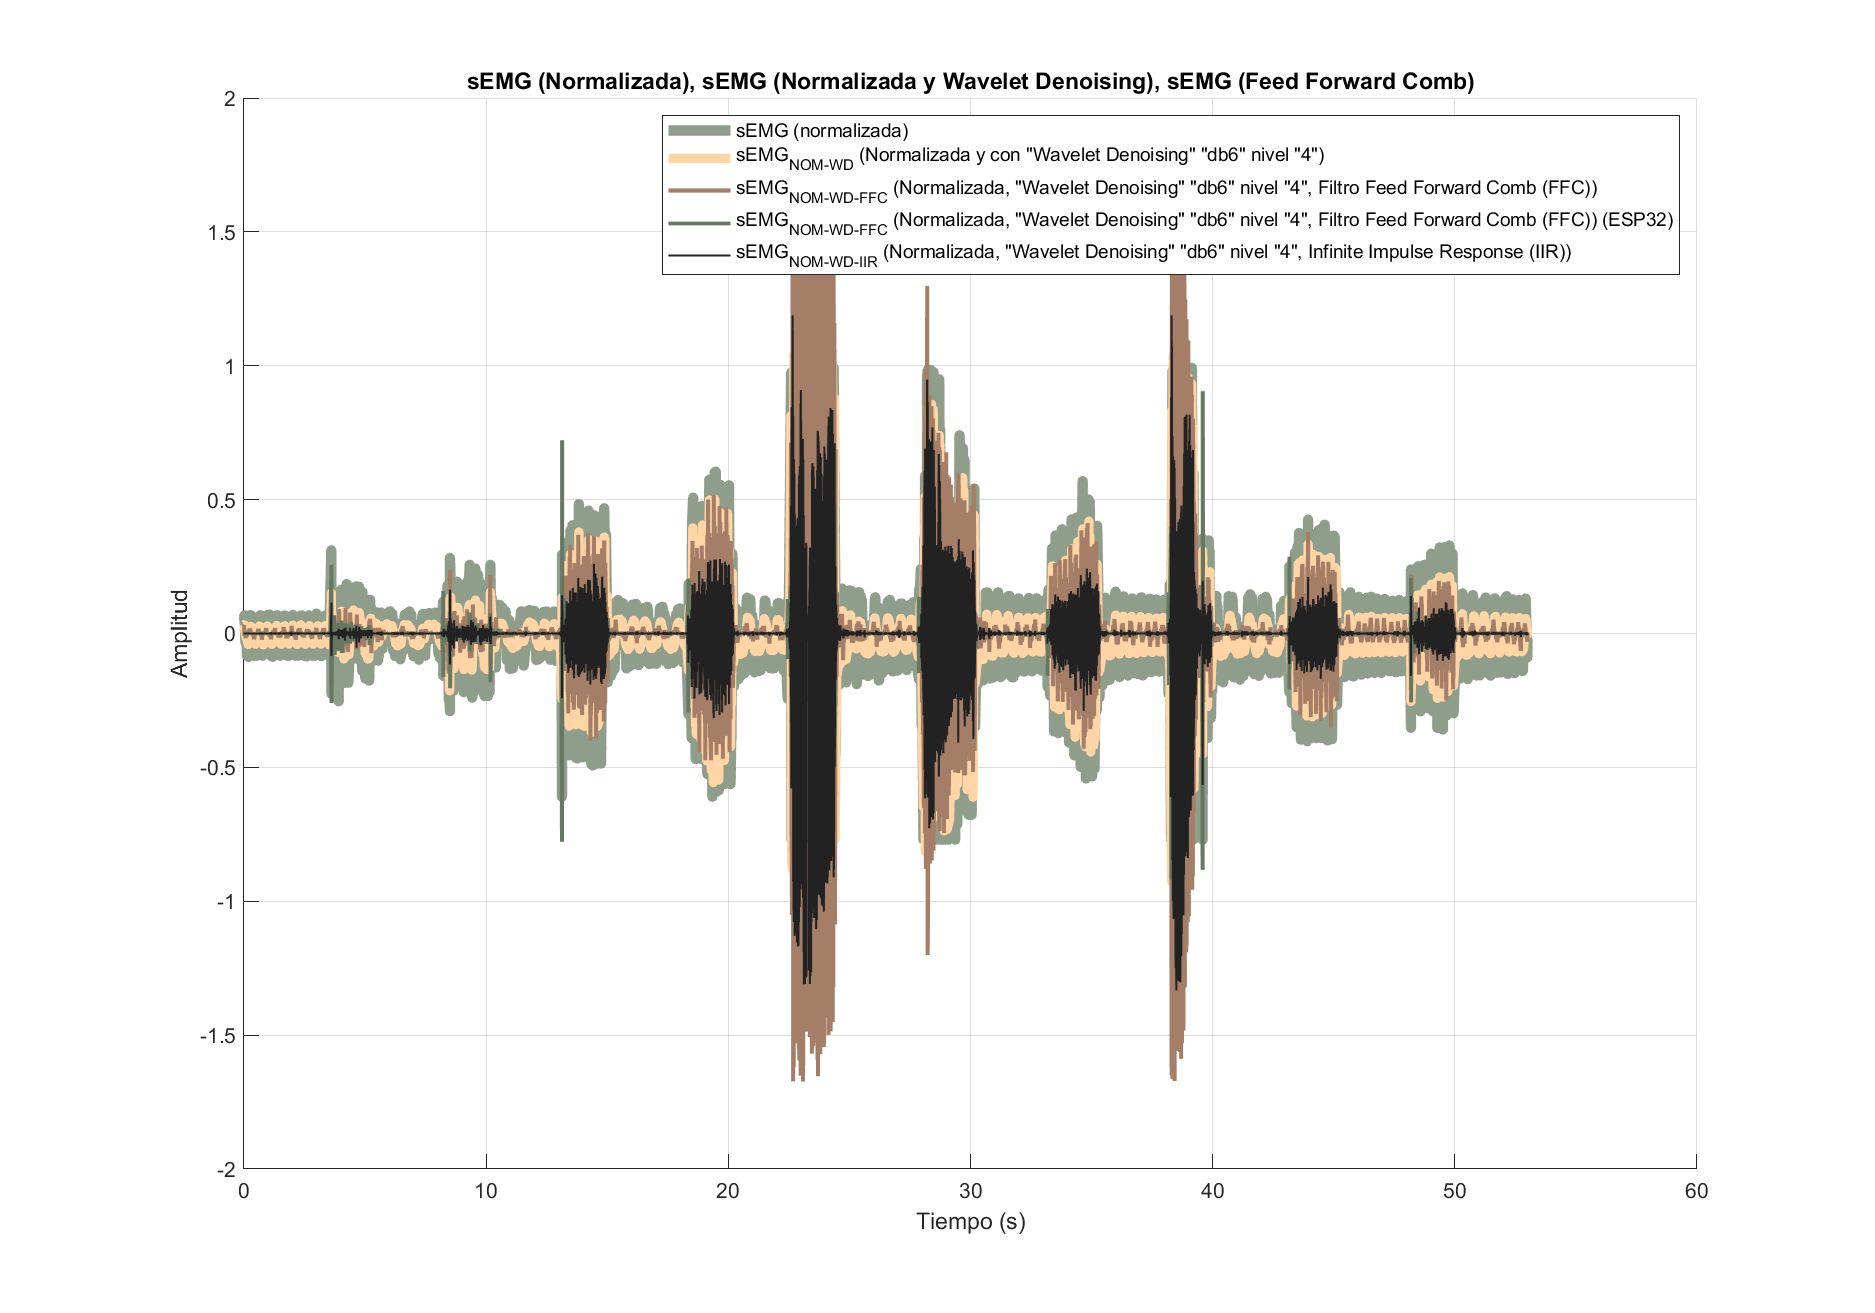 sEMG (Normalizada), sEMG (Normalizada y Wavelet Denoising), sEMG (Feed Forward Comb)
sEMG (normalizada)
sEMG_NOM-WD (Normalizada y con "Wavelet Denoising" "db6" nivel "4")
sEMG_NOM-WD-FFC (Normalizada, "Wavelet Denoising" "db6" nivel "4", Filtro Feed Forward Comb (FFC))
sEMG_NOM-WD-FFC (Normalizada, "Wavelet Denoising" "db6" nivel "4", Filtro Feed Forward Comb (FFC)) (ESP32)
sEMG_NOM-WD-IIR (Normalizada, "Wavelet Denoising" "db6" nivel "4", Infinite Impulse Response (IIR))
2
1.5
1
0.5
0
-0.5
-1
-1.5
-2
Amplitud
0 10 20 30 40 50 60
Tiempo (s)